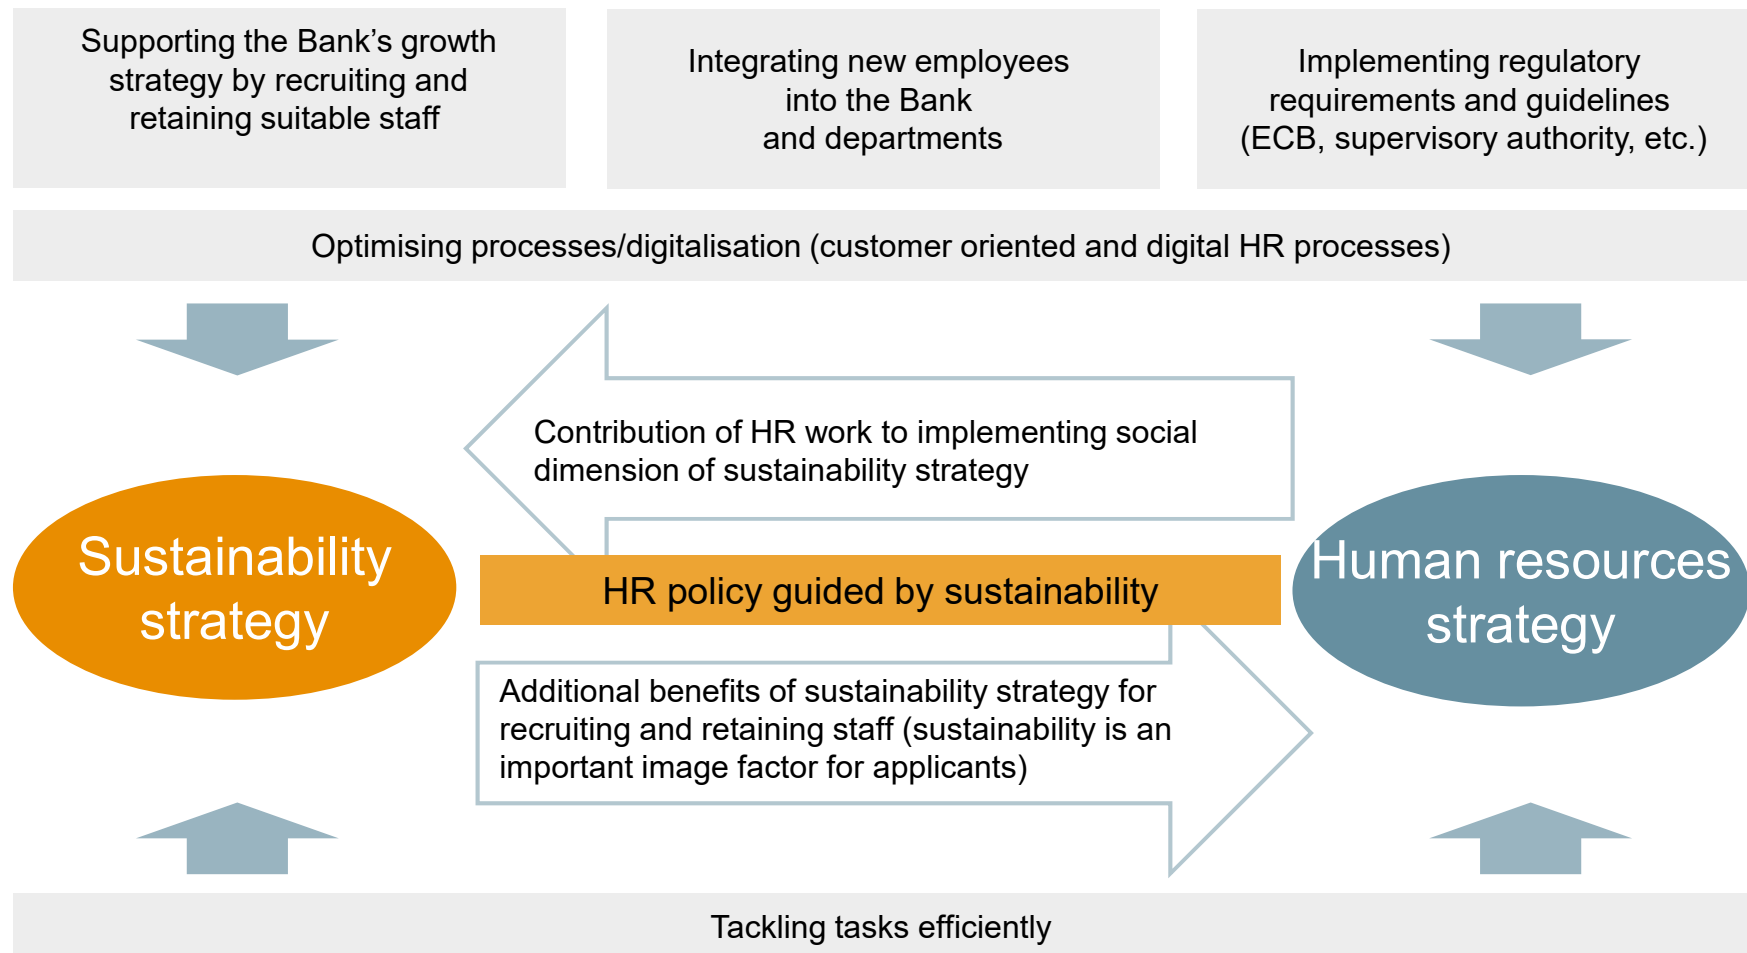 Supporting the Bank’s growth
strategy by recruiting and
retaining suitable staff
Integrating new employees
into the Bank
and departments
Implementing regulatory
requirements and guidelines
(ECB, supervisory authority, etc.)
Optimising processes/digitalisation (customer oriented and digital HR processes)
Contribution of HR work to implementing social
dimension of sustainability strategy
Sustainability
strategy
HR policy guided by sustainability
Human resources
strategy
Additional benefits of sustainability strategy for
recruiting and retaining staff (sustainability is an
important image factor for applicants)
Tackling tasks efficiently